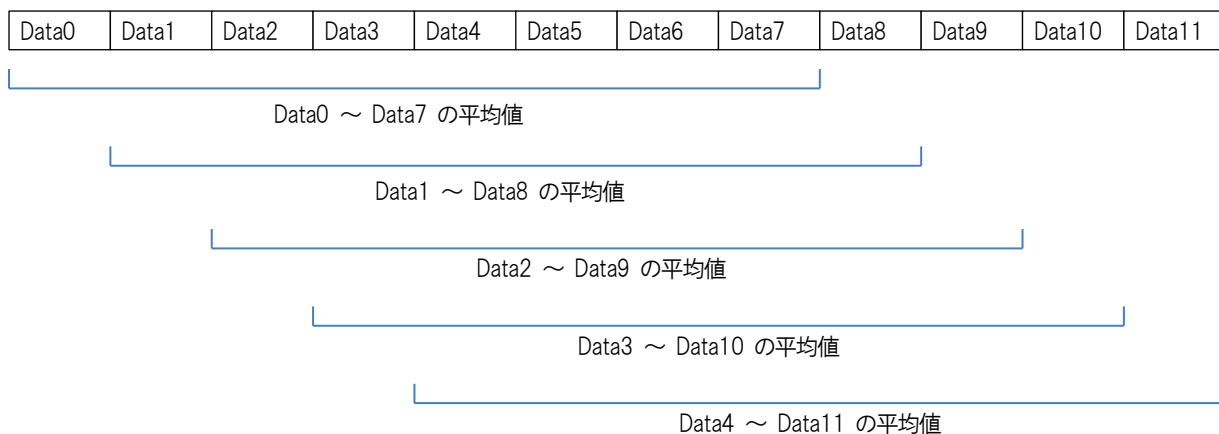 Data0 Data1 Data2 Data3 Data4 Data5 Data6 Data7 Data8 Data9 Data10 Data11
Data0 ～ Data7 の平均値
Data1 ～ Data8 の平均値
Data2 ～ Data9 の平均値
Data3 ～ Data10 の平均値
Data4 ～ Data11 の平均値